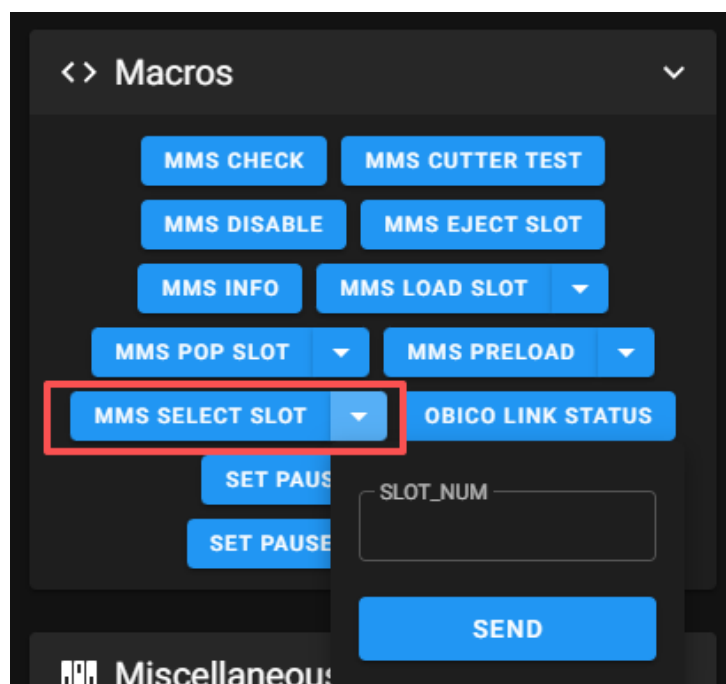 Macros
MMS CHECK
MMS CUTTER TEST
MMS DISABLE
MMS EJECT SLOT
MMS INFO
MMS LOAD SLOT
MMS POP SLOT
MMS PRELOAD
MMS SELECT SLOT
OBICO LINK STATUS
SET PAUS
SLOT_NUM
SET PAUSE
SEND
Miscellaneous